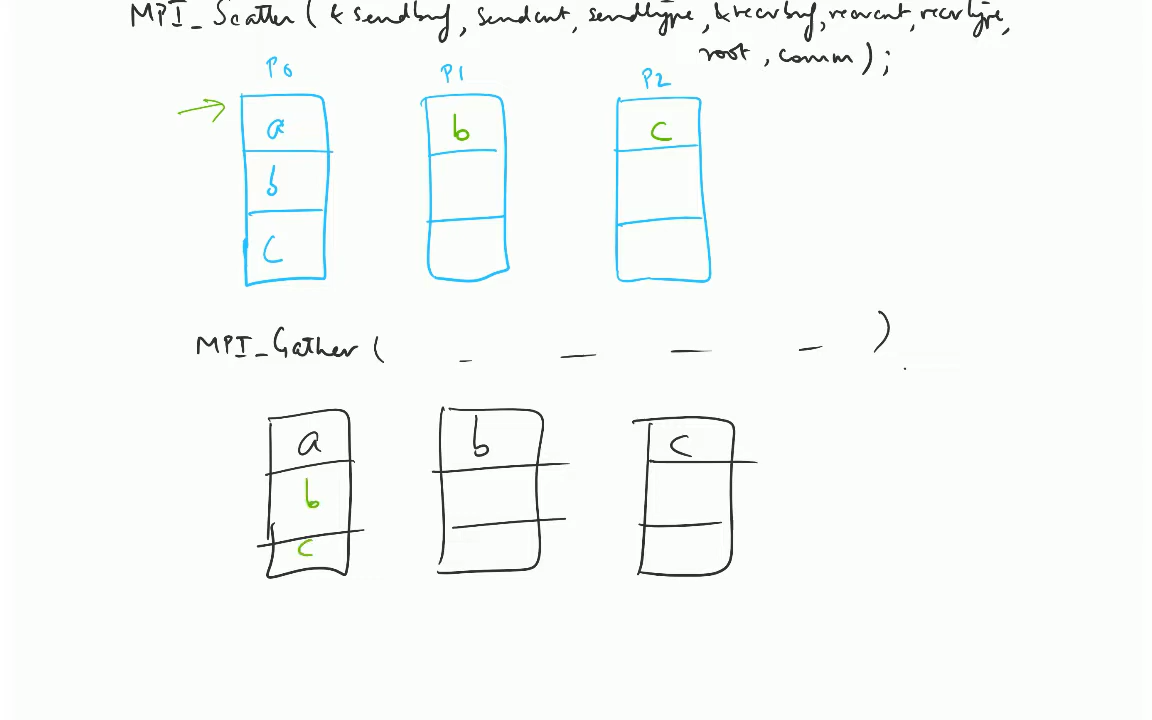 MPI_Scatter ( & sendbuf, sendcnt, sendtype, & recvbuf, recvcnt, recvtype,
root, comm );
P0 P1 P2
a b c
b
c
MPI_Gather ( _ _ _ _ )
a b c
b
c